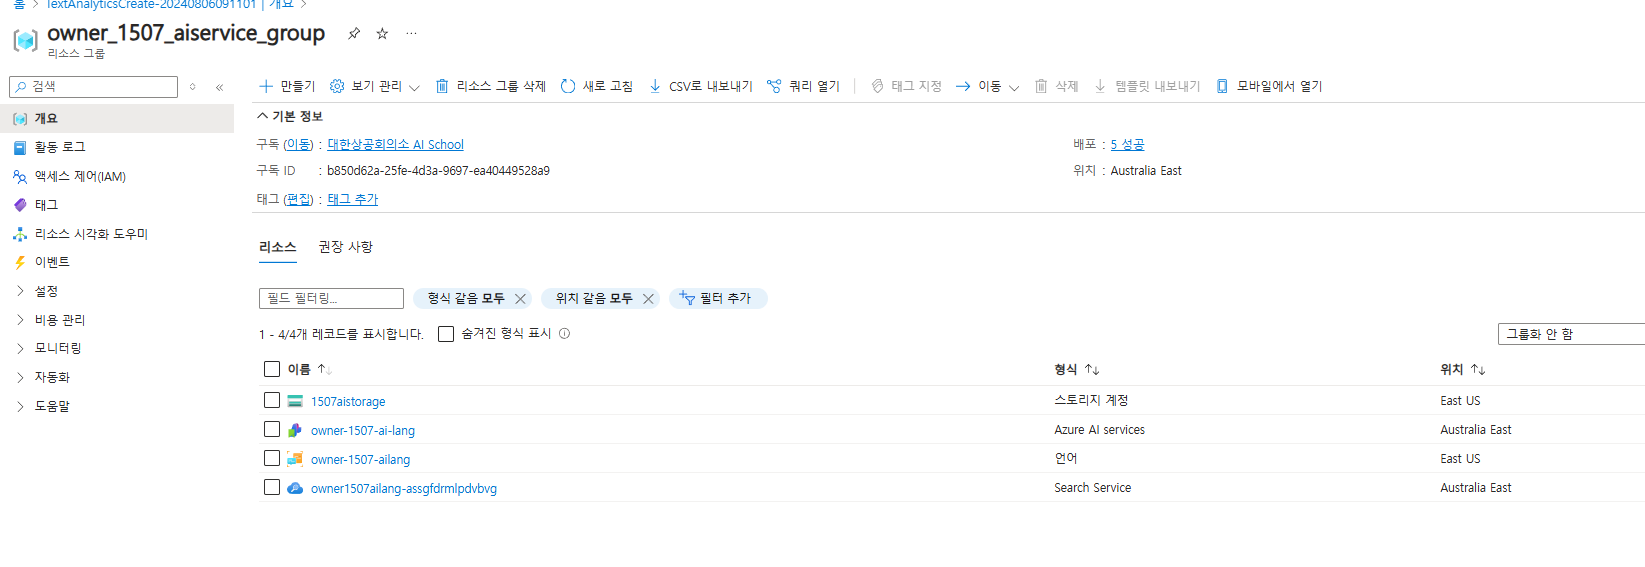 홈 > TextAnalyticsCreate-20240806091101 | 개요 >
owner_1507_aiservice_group
리소스 그룹
검색
만들기 보기 관리 리소스 그룹 삭제 새로 고침 CSV로 내보내기 쿼리 열기 태그 지정 이동 삭제 템플릿 내보내기 모바일에서 열기
개요
활동 로그
액세스 제어(IAM)
태그
리소스 시각화 도우미
이벤트
설정
비용 관리
모니터링
자동화
도움말
기본 정보
구독 (이동) : 대한상공회의소 AI School
배포 : 5 성공
구독 ID : b850d62a-25fe-4d3a-9697-ea40449528a9
위치 : Australia East
태그 (편집) : 태그 추가
리소스 권장 사항
필드 필터링... 형식 같음 모두 위치 같음 모두 필터 추가
1 - 4/4개 레코드를 표시합니다. 숨겨진 형식 표시
그룹화 안 함
이름 형식 위치
1507aistorage 스토리지 계정 East US
owner-1507-ai-lang Azure AI services Australia East
owner-1507-ailang 언어 East US
owner1507ailang-assgfdrmlpdvbvg Search Service Australia East